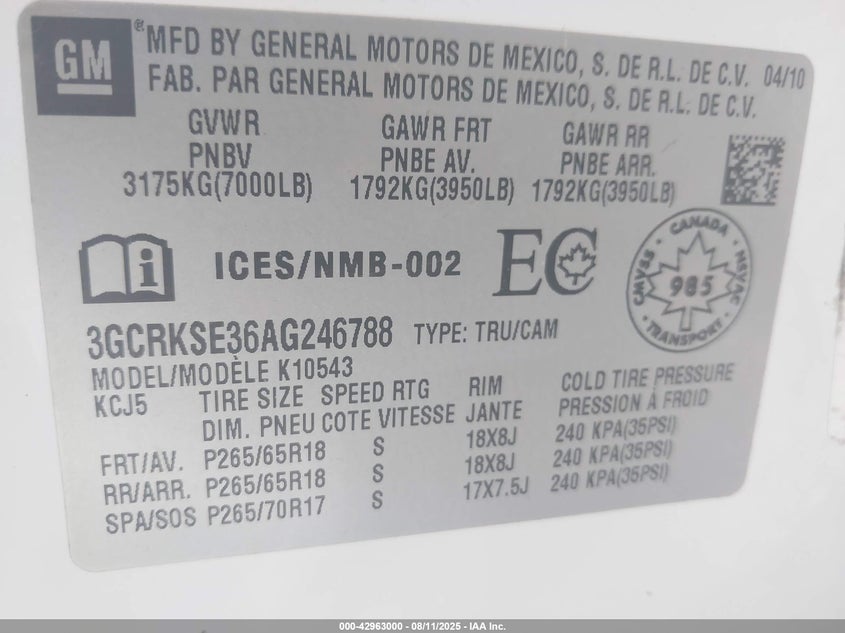 GM
® MFD BY GENERAL MOTORS DE MEXICO, S. DE R.L. DE C.V. 04/10
FAB. PAR GENERAL MOTORS DE MEXICO, S. DE R.L. DE C.V.
GVWR GAWR FRT GAWR RR
PNBV PNBE AV. PNBE ARR.
3175KG(7000LB) 1792KG(3950LB) 1792KG(3950LB)
i ICES/NMB-002 EC
CANADA
CMVSS 985 NSVAC
TRANSPORT
3GCRKSE36AG246788 TYPE: TRU/CAM
MODEL/MODÈLE K10543
KCJ5 TIRE SIZE SPEED RTG RIM COLD TIRE PRESSURE
DIM. PNEU COTE VITESSE JANTE PRESSION À FROID
FRT/AV. P265/65R18 S 18X8J 240 KPA(35PSI)
RR/ARR. P265/65R18 S 18X8J 240 KPA(35PSI)
SPA/SOS P265/70R17 S 17X7.5J 240 KPA(35PSI)
000-42963000 - 08/11/2025 - IAA Inc.